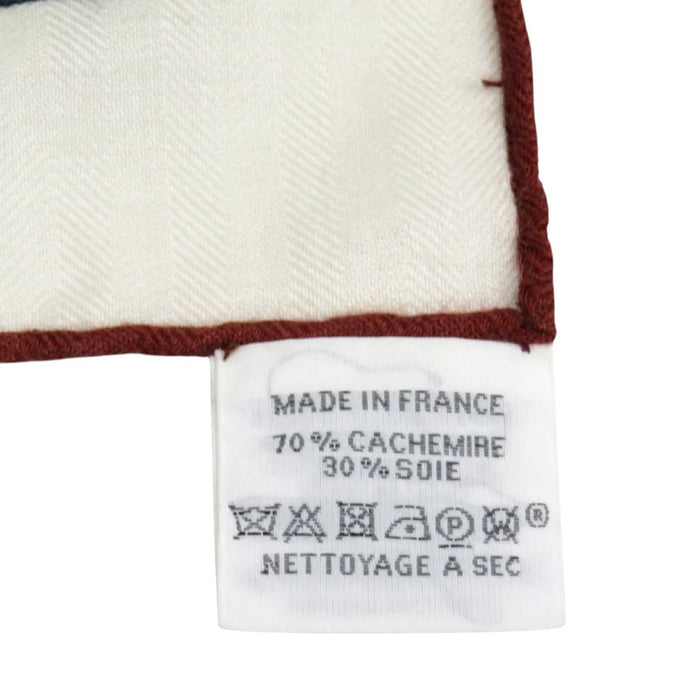 MADE IN FRANCE
70 % CACHEMIRE
30 % SOIE
P W ®
NETTOYAGE A SEC